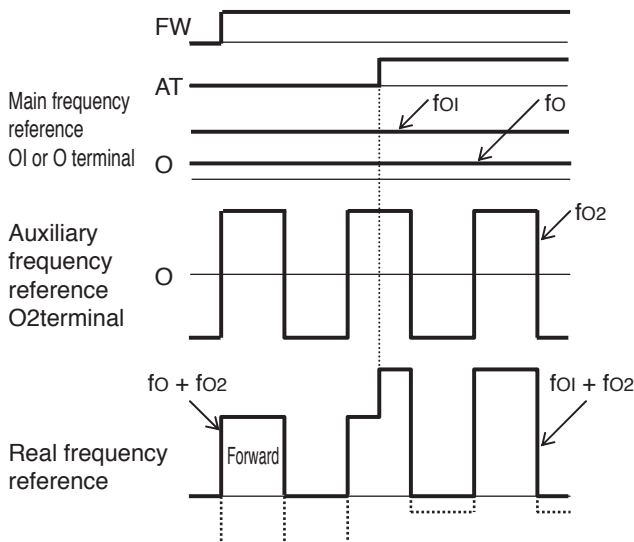 FW
AT
Main frequency
reference
OI or O terminal
fOI
fO
O
Auxiliary
frequency
reference
O2terminal
O
fO2
fO + fO2
fOI + fO2
Forward
Real frequency
reference